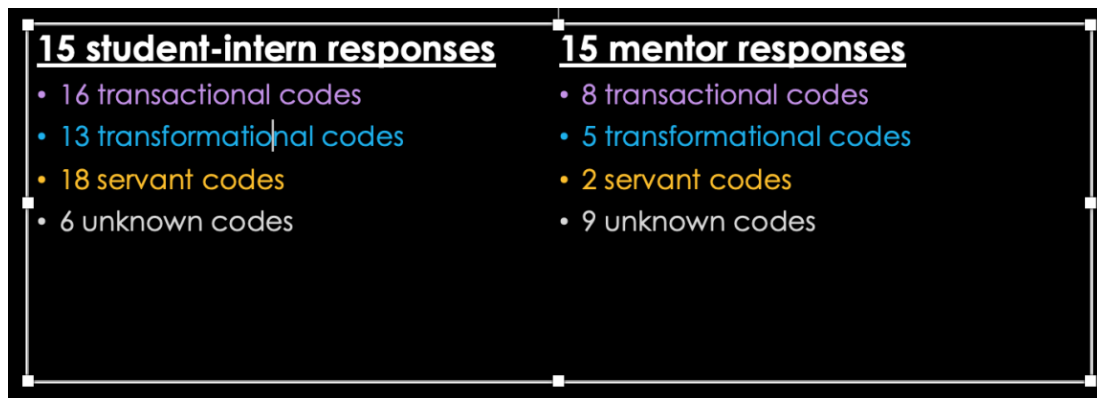 15 student-intern responses
• 16 transactional codes
• 13 transformational codes
• 18 servant codes
• 6 unknown codes
15 mentor responses
• 8 transactional codes
• 5 transformational codes
• 2 servant codes
• 9 unknown codes